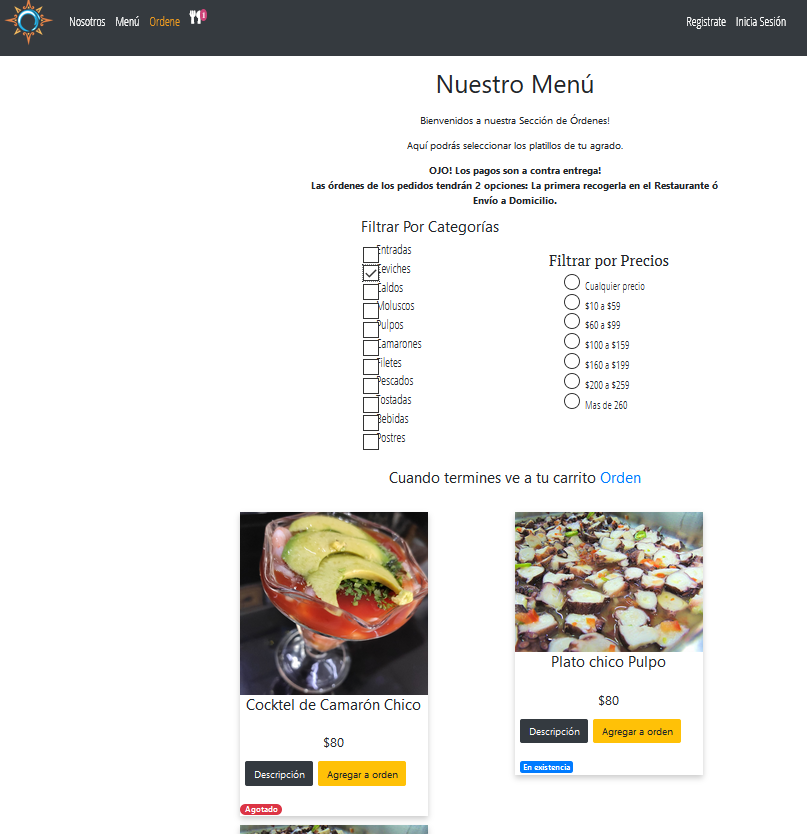 Nosotros Menú Ordene 1 Registrate Inicia Sesión
Nuestro Menú
Bienvenidos a nuestra Sección de Órdenes!
Aquí podrás seleccionar los platillos de tu agrado.
OJO! Los pagos son a contra entrega!
Las órdenes de los pedidos tendrán 2 opciones: La primera recogerla en el Restaurante ó
Envío a Domicilio.
Filtrar Por Categorías
Entradas
Ceviches
Caldos
Moluscos
Pulpos
Camarones
Filetes
Pescados
Tostadas
Bebidas
Postres
Filtrar por Precios
Cualquier precio
$10 a $59
$60 a $99
$100 a $159
$160 a $199
$200 a $259
Mas de 260
Cuando termines ve a tu carrito Orden
Cocktel de Camarón Chico
$80
Descripción Agregar a orden
Agotado
Plato chico Pulpo
$80
Descripción Agregar a orden
En existencia